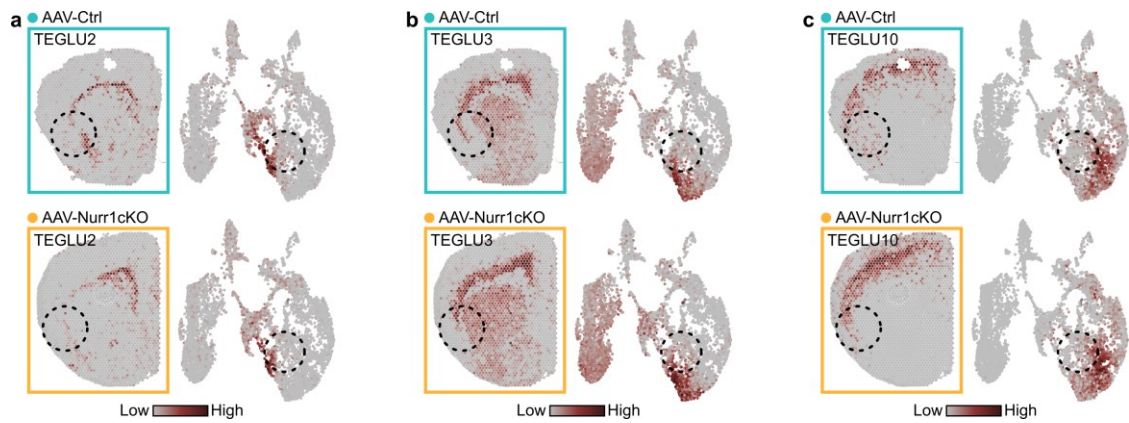 a AAV-Ctrl
TEGLU2
AAV-Nurr1cKO
TEGLU2
Low High
b AAV-Ctrl
TEGLU3
AAV-Nurr1cKO
TEGLU3
Low High
c AAV-Ctrl
TEGLU10
AAV-Nurr1cKO
TEGLU10
Low High